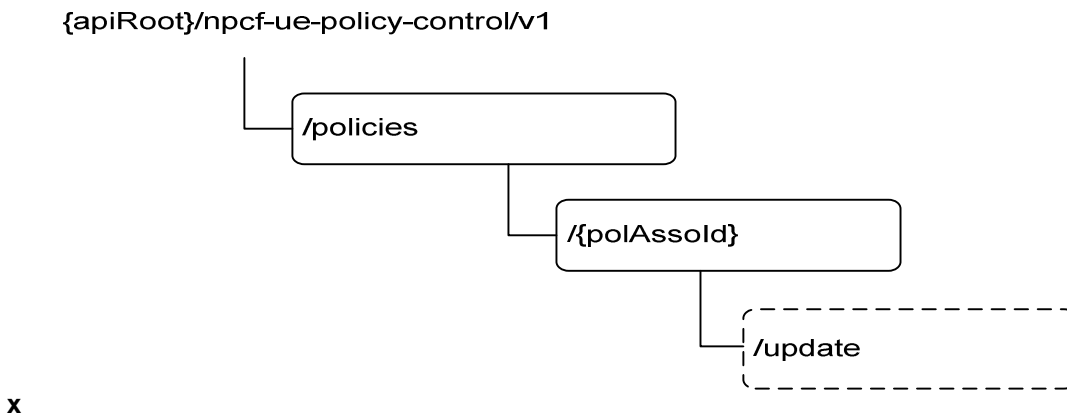 {apiRoot}/npcf-ue-policy-control/v1
/policies
/{polAssoId}
/update
x